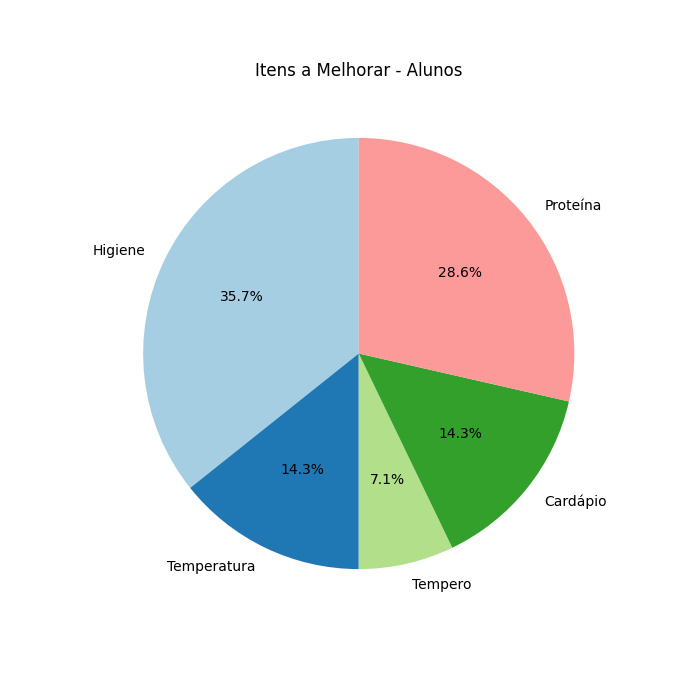 Itens a Melhorar - Alunos
Proteína
28.6%
Higiene
35.7%
14.3%
Cardápio
14.3%
7.1%
Temperatura
Tempero